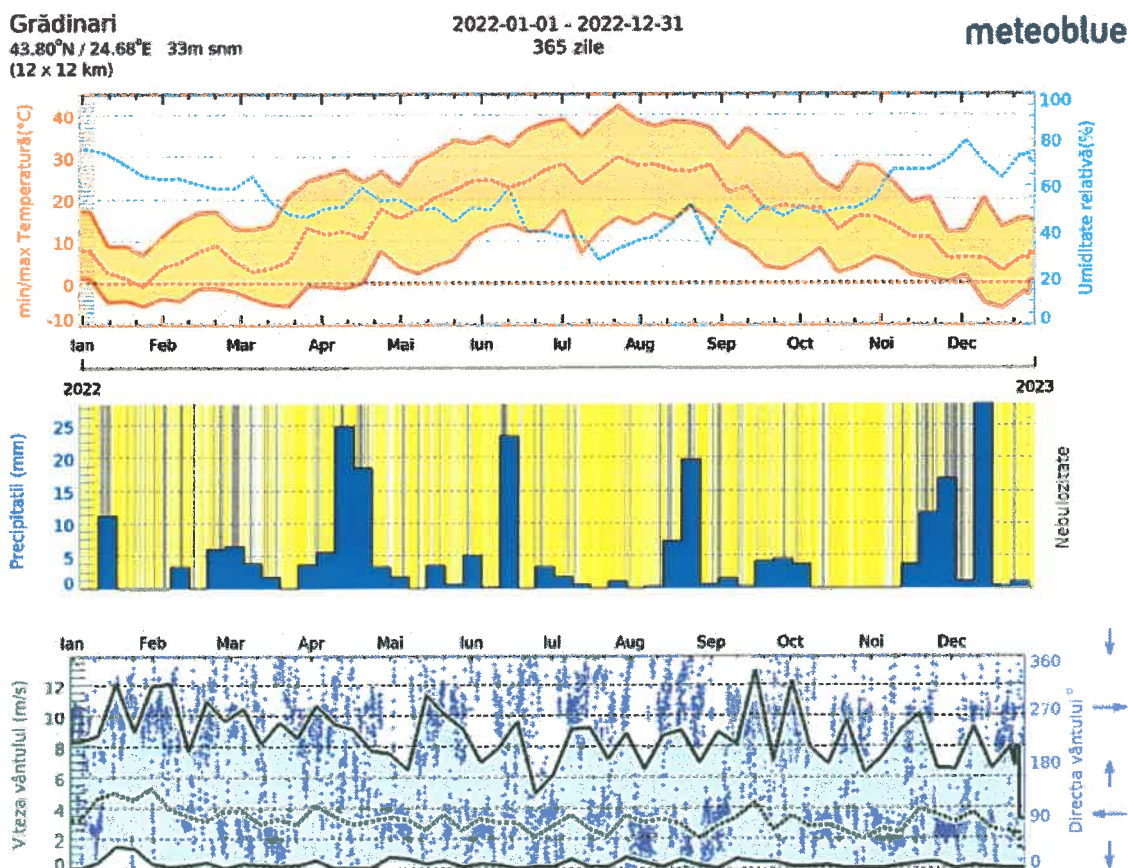 Grădinari
43.80°N / 24.68°E 33m snm
(12 x 12 km)
2022-01-01 - 2022-12-31
365 zile
meteoblue
min/max Temperatură(°C)
40
30
20
10
0
-10
100
80
60
40
20
0
Umiditate relativă(%)
Ian Feb Mar Apr Mai Iun Iul Aug Sep Oct Noi Dec
2022 2023
Precipitatii (mm)
25
20
15
10
5
0
Nebulozitate
Ian Feb Mar Apr Mai Iun Iul Aug Sep Oct Noi Dec
Viteza vântului (m/s)
12
10
8
6
4
2
0
360
270
180
90
0
Directia vântului°